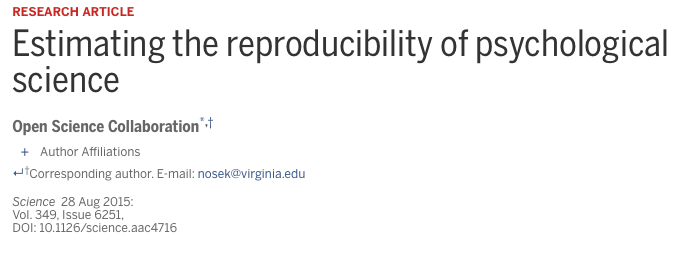 RESEARCH ARTICLE
Estimating the reproducibility of psychological
science
Open Science Collaboration*,†
+ Author Affiliations
↵†Corresponding author. E-mail: nosek@virginia.edu
Science 28 Aug 2015:
Vol. 349, Issue 6251,
DOI: 10.1126/science.aac4716